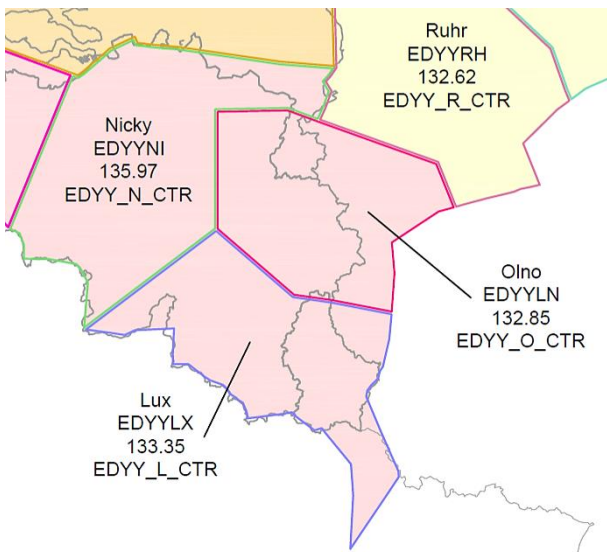 Ruhr
EDYYRH
132.62
EDYY_R_CTR
Nicky
EDYYNI
135.97
EDYY_N_CTR
Olno
EDYYLN
132.85
EDYY_O_CTR
Lux
EDYYLX
133.35
EDYY_L_CTR